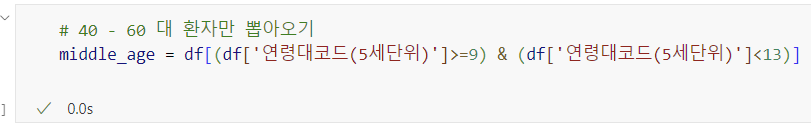 # 40 - 60 대 환자만 뽑아오기
middle_age = df[(df['연령대코드(5세단위)']>=9) & (df['연령대코드(5세단위)']<13)]
]
0.0s